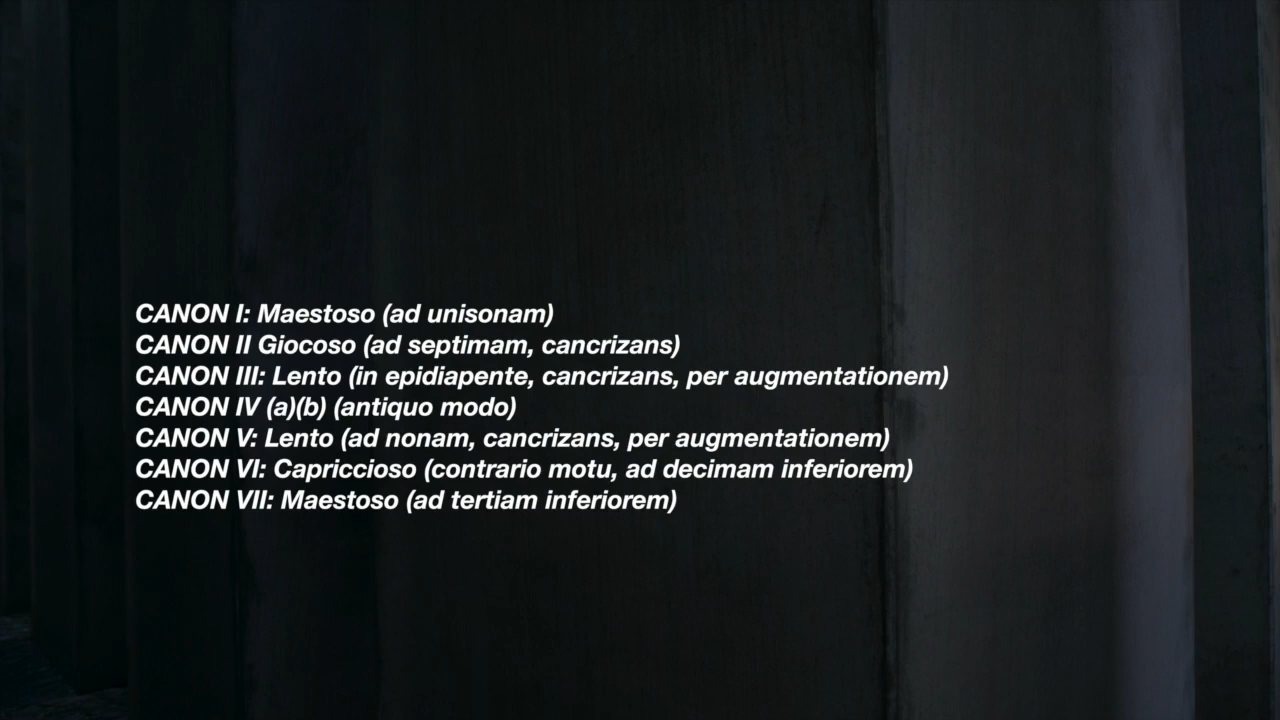 CANON I: Maestoso (ad unisonam)
CANON II Giocoso (ad septimam, cancrizans)
CANON III: Lento (in epidiapente, cancrizans, per augmentationem)
CANON IV (a)(b) (antiquo modo)
CANON V: Lento (ad nonam, cancrizans, per augmentationem)
CANON VI: Capriccioso (contrario motu, ad decimam inferiorem)
CANON VII: Maestoso (ad tertiam inferiorem)